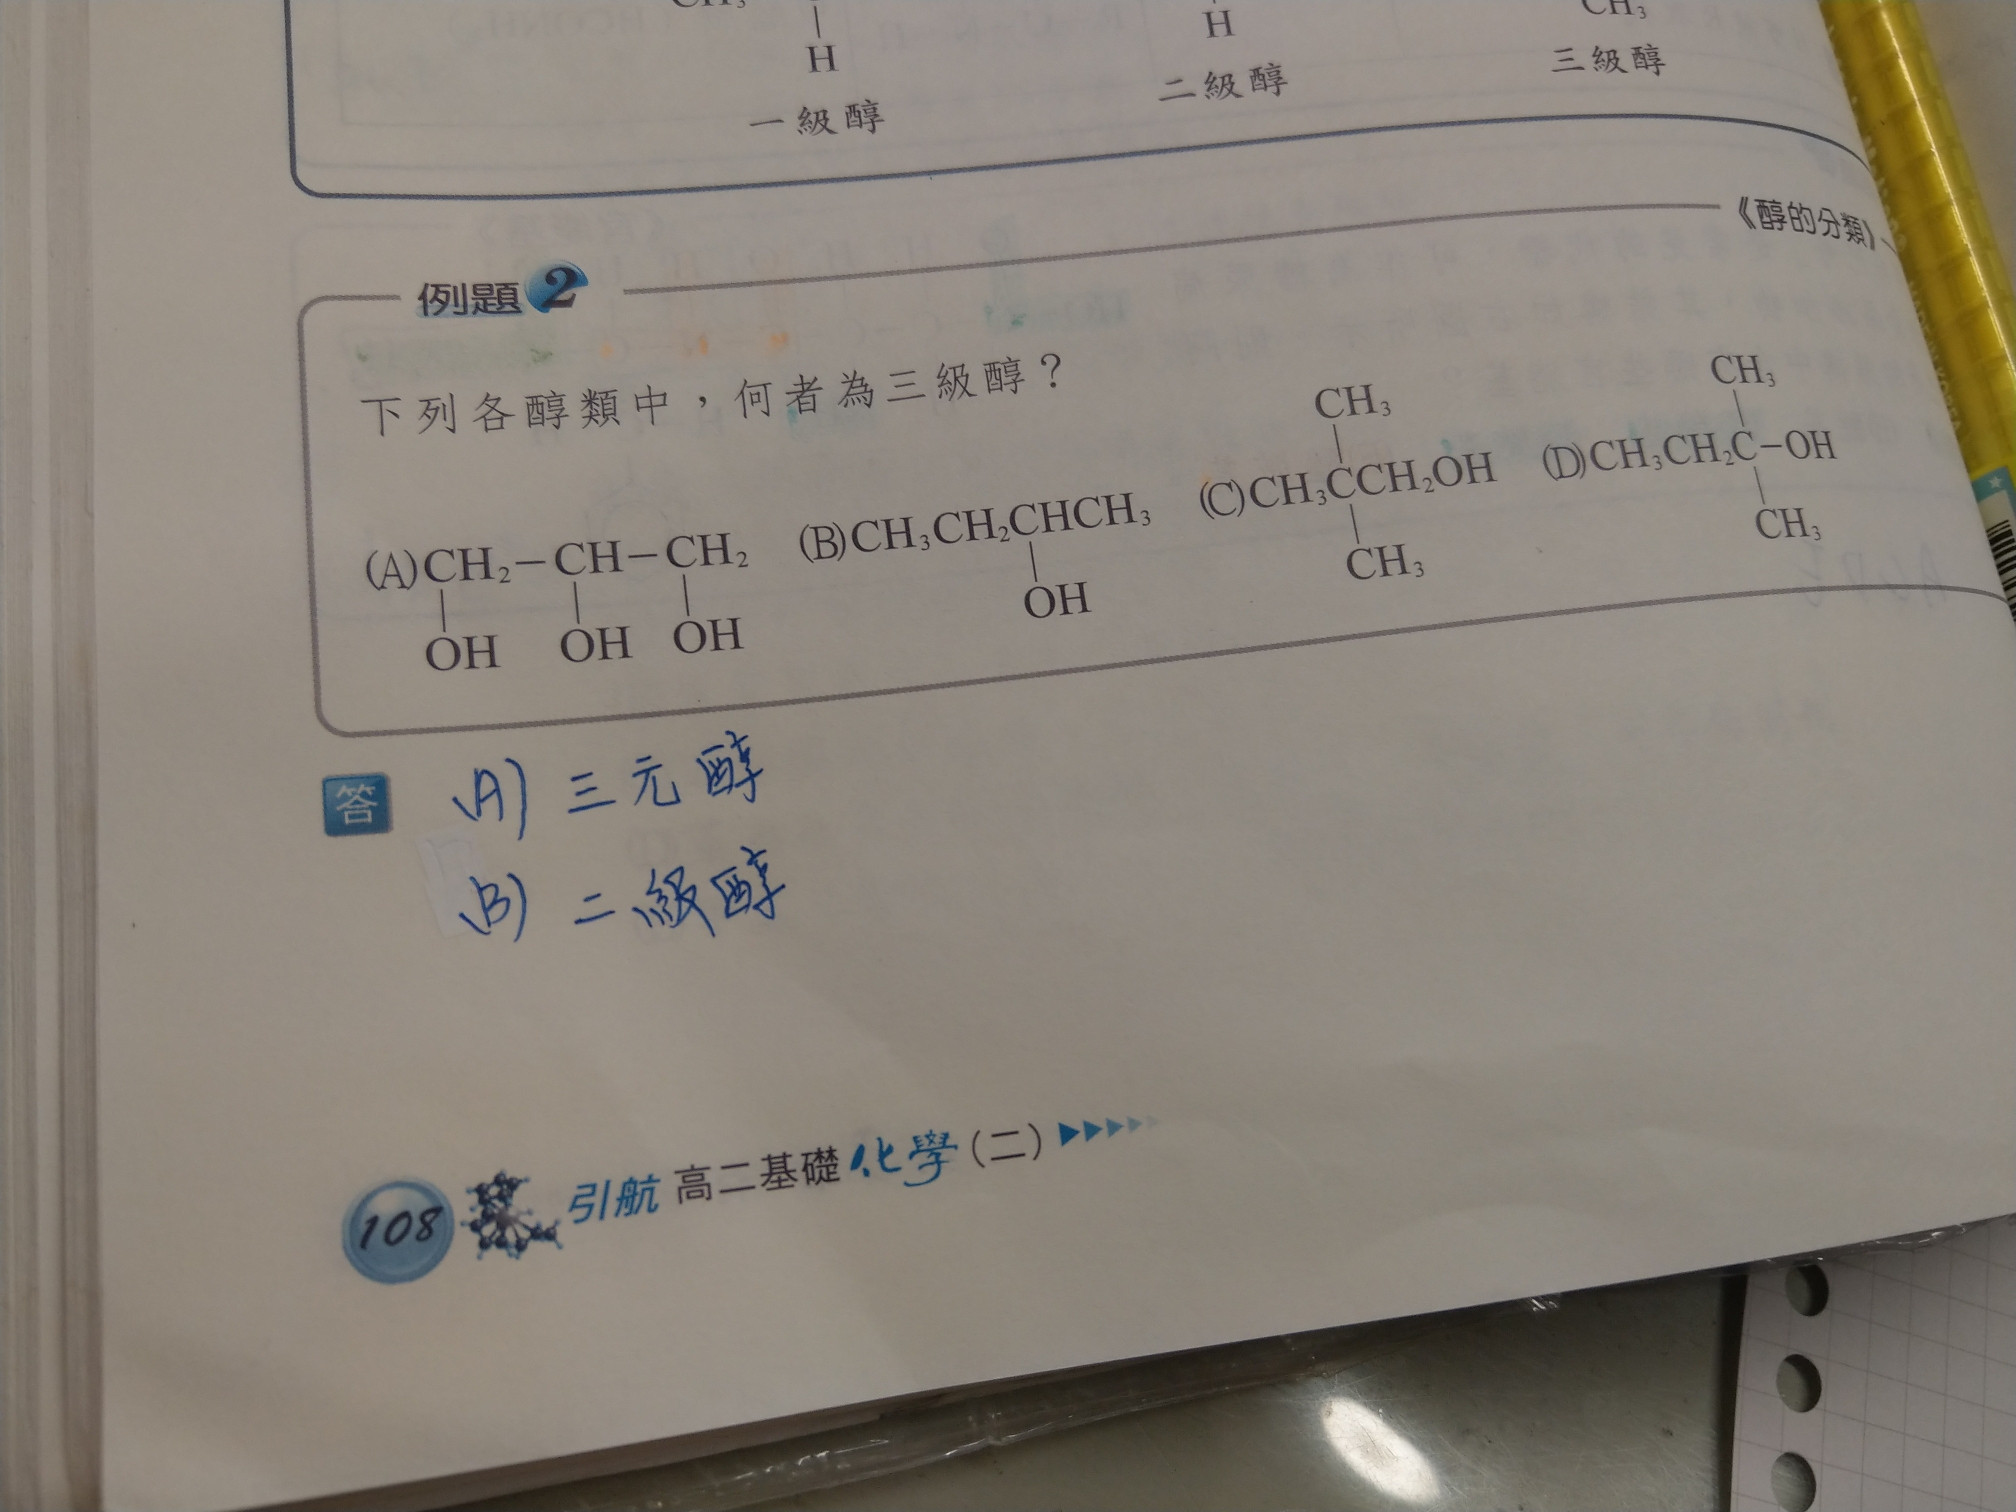 CH₃
H
H
CH₃
一級醇
二級醇
三級醇
《醇的分類》
例題2
下列各醇類中，何者為三級醇？
CH₃ CH₃
(A)CH₂–CH–CH₂ (B)CH₃CH₂CHCH₃ (C)CH₃CCH₂OH (D)CH₃CH₂C–OH
OH OH OH OH CH₃ CH₃
答 (A) 三元醇
(B) 二級醇
108 引航 高二基礎化學(二)